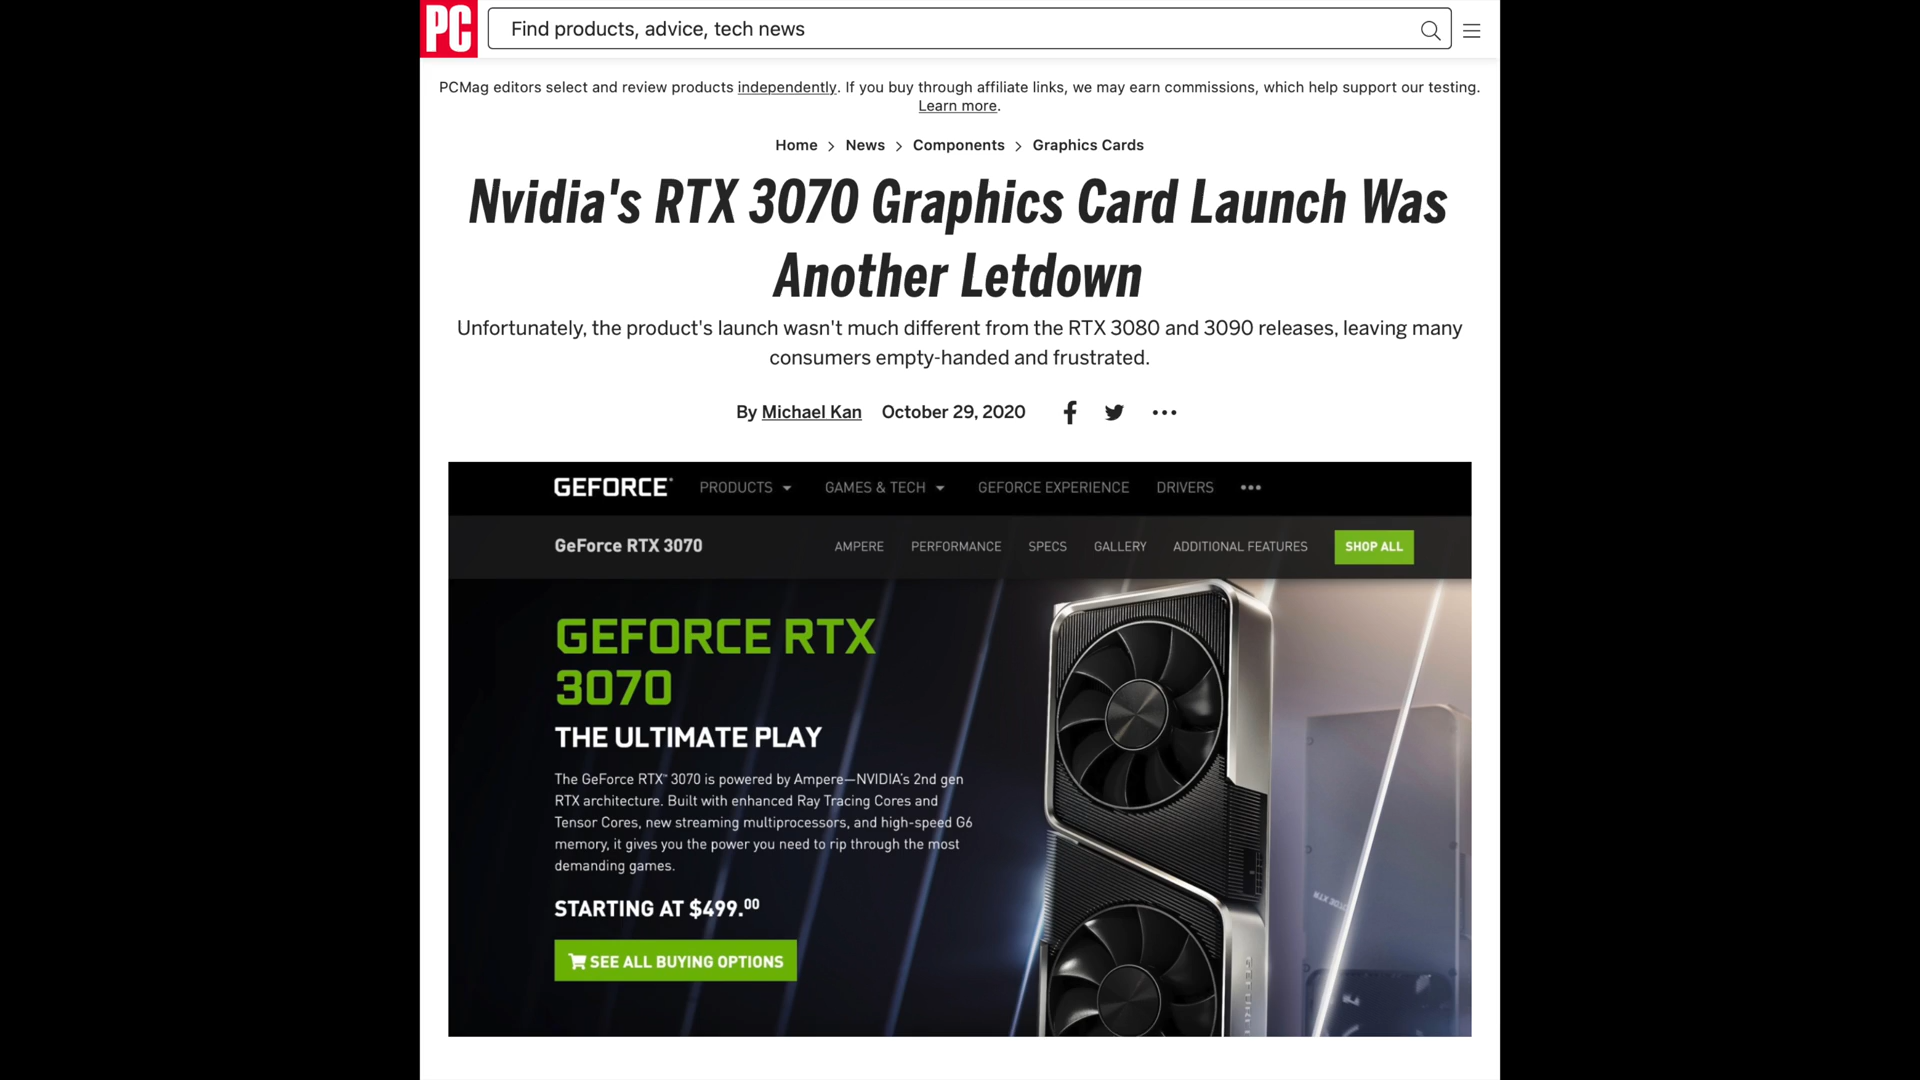 PC
Find products, advice, tech news
PCMag editors select and review products independently. If you buy through affiliate links, we may earn commissions, which help support our testing.
Learn more.
Home > News > Components > Graphics Cards
Nvidia's RTX 3070 Graphics Card Launch Was
Another Letdown
Unfortunately, the product's launch wasn't much different from the RTX 3080 and 3090 releases, leaving many
consumers empty-handed and frustrated.
By Michael Kan October 29, 2020
GEFORCE PRODUCTS GAMES & TECH GEFORCE EXPERIENCE DRIVERS
GeForce RTX 3070 AMPERE PERFORMANCE SPECS GALLERY ADDITIONAL FEATURES SHOP ALL
GEFORCE RTX
3070
THE ULTIMATE PLAY
The GeForce RTX™ 3070 is powered by Ampere—NVIDIA's 2nd gen
RTX architecture. Built with enhanced Ray Tracing Cores and
Tensor Cores, new streaming multiprocessors, and high-speed G6
memory, it gives you the power you need to rip through the most
demanding games.
STARTING AT $499.00
SEE ALL BUYING OPTIONS